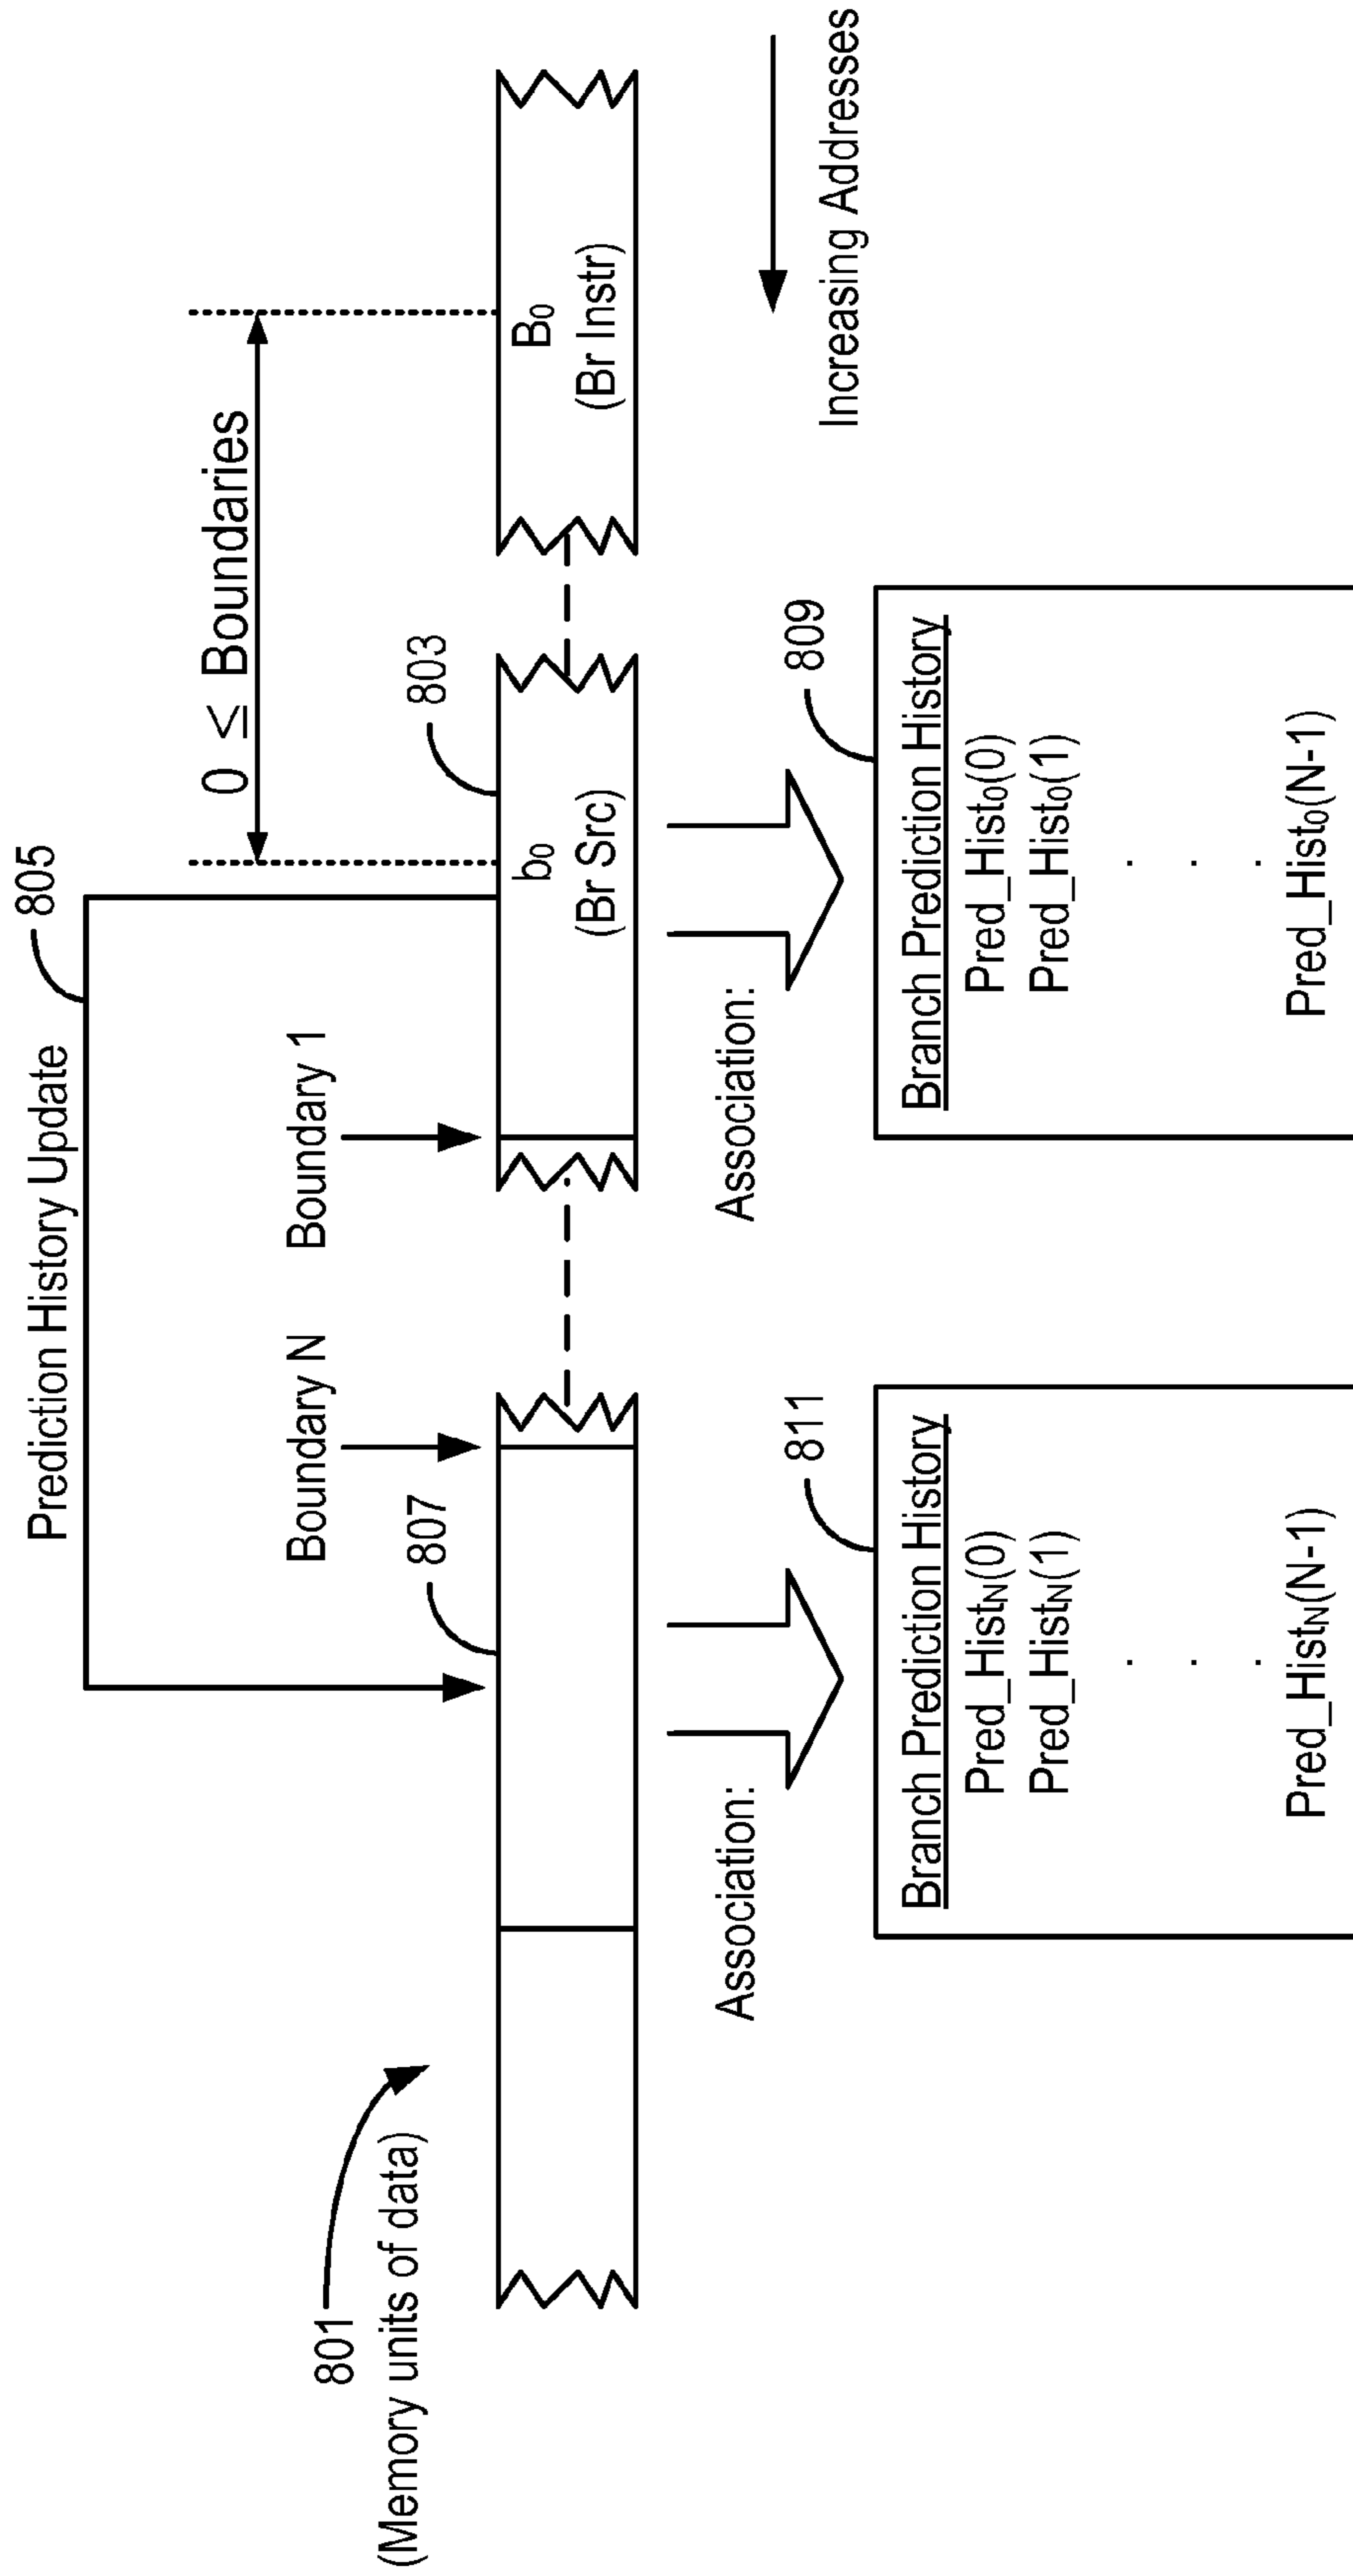 Prediction History Update
805
0 ≤ Boundaries
Boundary N
Boundary 1
801
(Memory units of data)
807
803
b0
(Br Src)
B0
(Br Instr)
Association:
Association:
Increasing Addresses
811
809
Branch Prediction History
Pred_HistN(0)
Pred_HistN(1)
. . .
Pred_HistN(N-1)
Branch Prediction History
Pred_Hist0(0)
Pred_Hist0(1)
. . .
Pred_Hist0(N-1)